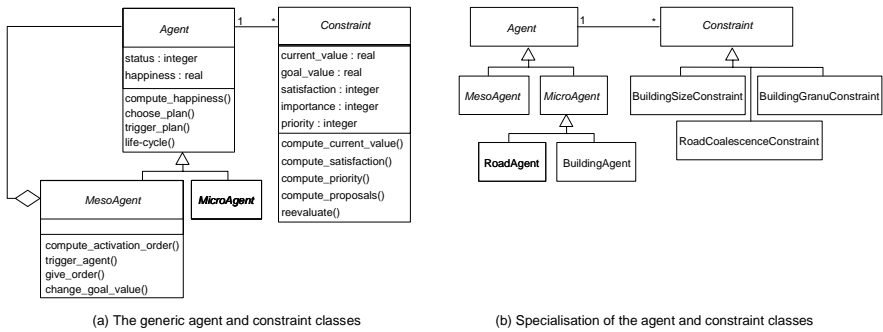 Agent
status : integer
happiness : real
compute_happiness()
choose_plan()
trigger_plan()
life-cycle()
1
*
Constraint
current_value : real
goal_value : real
satisfaction : integer
importance : integer
priority : integer
compute_current_value()
compute_satisfaction()
compute_priority()
compute_proposals()
reevaluate()
MesoAgent
compute_activation_order()
trigger_agent()
give_order()
change_goal_value()
MicroAgent
(a) The generic agent and constraint classes
Agent
1
*
Constraint
MesoAgent
MicroAgent
RoadAgent
BuildingAgent
BuildingSizeConstraint
BuildingGranuConstraint
RoadCoalescenceConstraint
(b) Specialisation of the agent and constraint classes